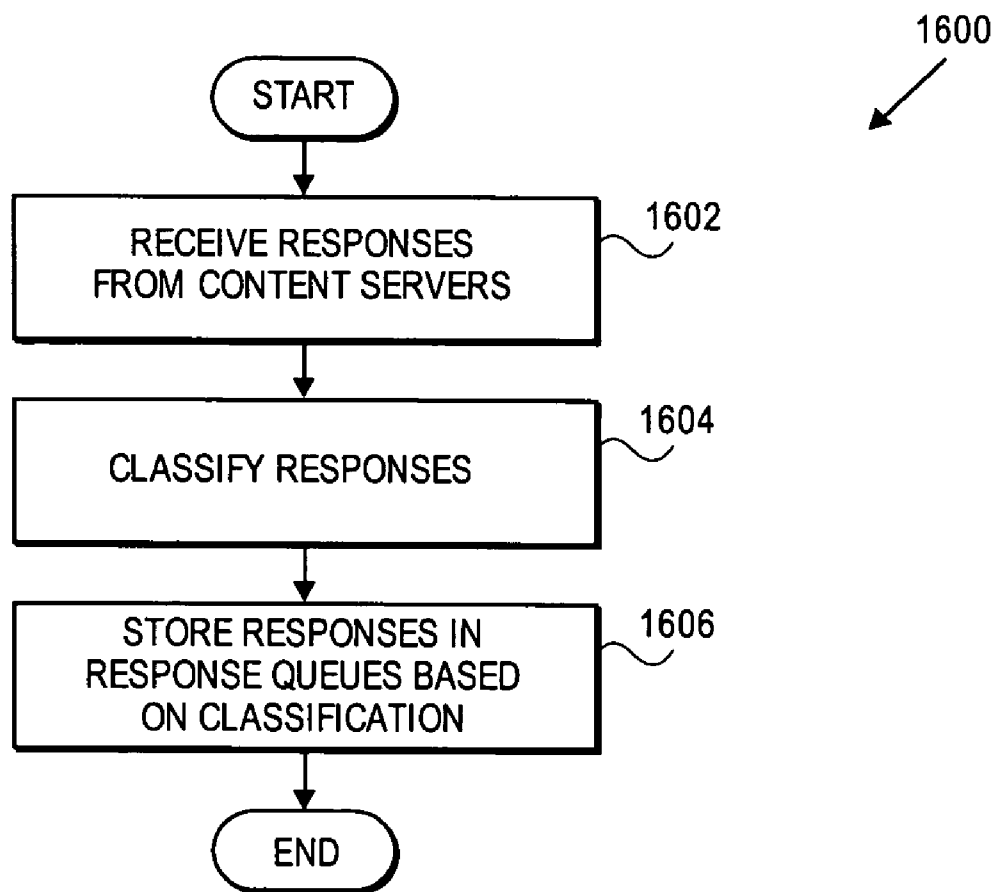 1600
START
RECEIVE RESPONSES
FROM CONTENT SERVERS
1602
CLASSIFY RESPONSES
1604
STORE RESPONSES IN
RESPONSE QUEUES BASED
ON CLASSIFICATION
1606
END